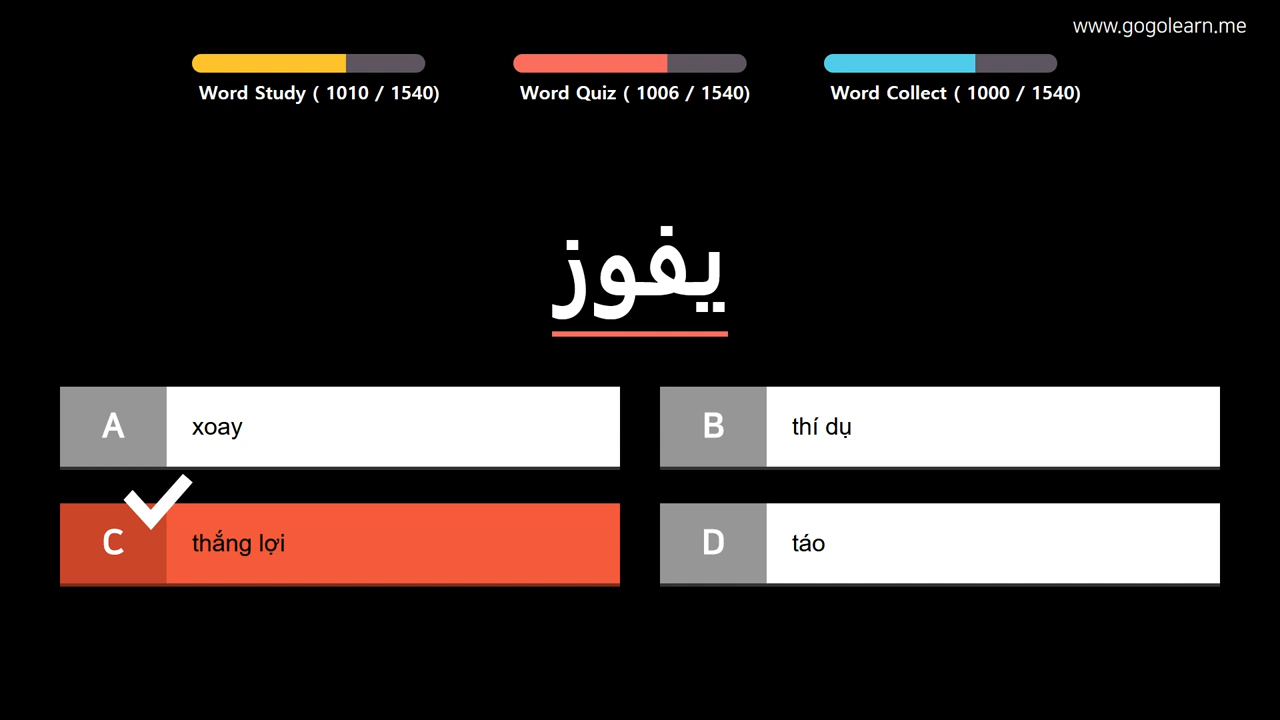 www.gogolearn.me
Word Study ( 1010 / 1540)
Word Quiz ( 1006 / 1540)
Word Collect ( 1000 / 1540)
يفوز
A xoay
B thí dụ
C thắng lợi
D táo